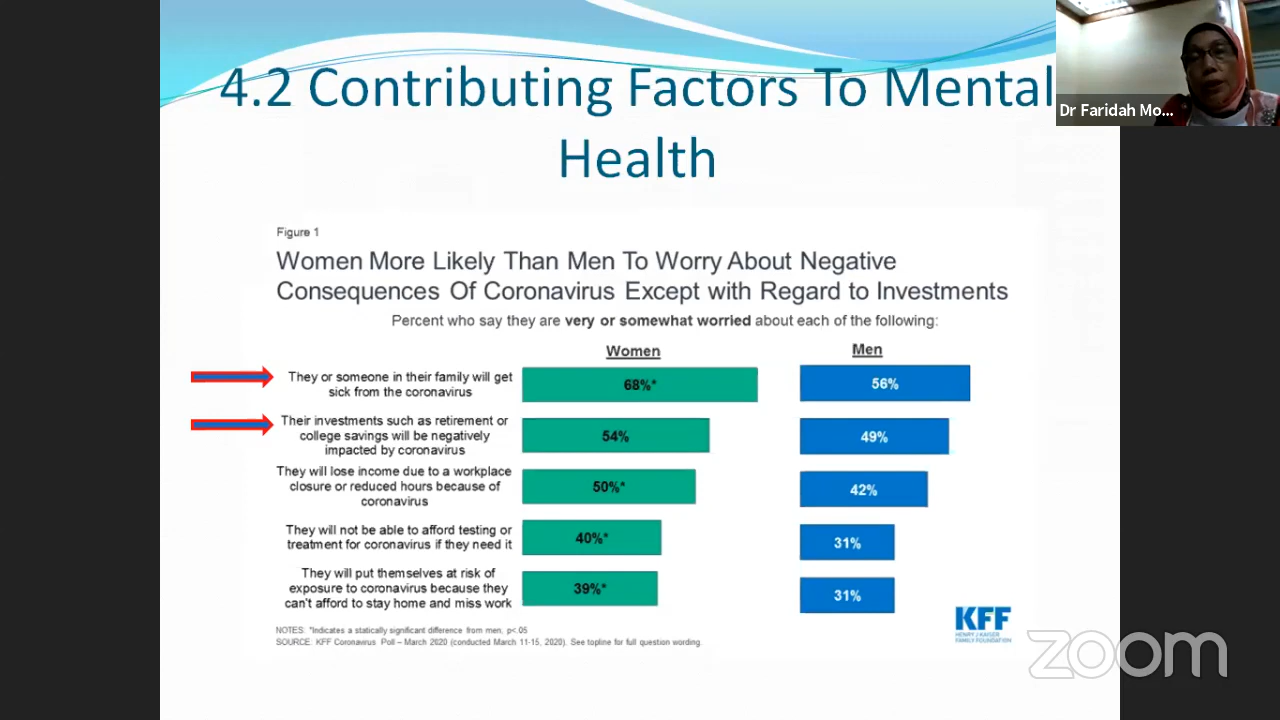 4.2 Contributing Factors To Mental
Health
Dr Faridah Mo...
Figure 1
Women More Likely Than Men To Worry About Negative
Consequences Of Coronavirus Except with Regard to Investments
Percent who say they are very or somewhat worried about each of the following:
Women
Men
They or someone in their family will get
sick from the coronavirus
68%*
56%
Their investments such as retirement or
college savings will be negatively
impacted by coronavirus
54%
49%
They will lose income due to a workplace
closure or reduced hours because of
coronavirus
50%*
42%
They will not be able to afford testing or
treatment for coronavirus if they need it
40%*
31%
They will put themselves at risk of
exposure to coronavirus because they
can't afford to stay home and miss work
39%*
31%
NOTES: *Indicates a statically significant difference from men, p<.05
SOURCE: KFF Coronavirus Poll – March 2020 (conducted March 11-15, 2020). See topline for full question wording.
KFF
HENRY J KAISER
FAMILY FOUNDATION
zoom